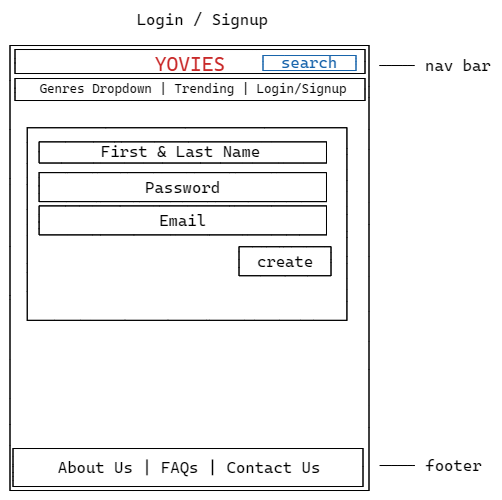 Login / Signup
YOVIES search
nav bar
Genres Dropdown | Trending | Login/Signup
First & Last Name
Password
Email
create
About Us | FAQs | Contact Us
footer